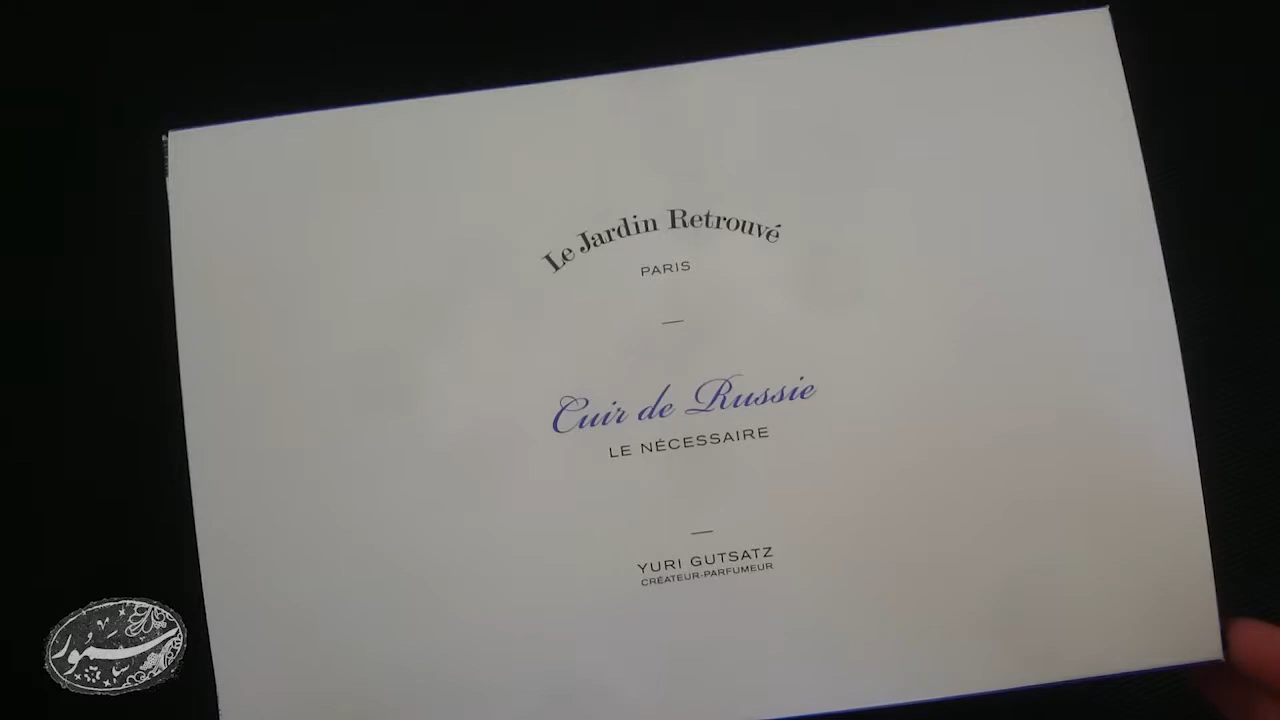 Le Jardin Retrouvé
PARIS
Cuir de Russie
LE NÉCESSAIRE
YURI GUTSATZ
CRÉATEUR-PARFUMEUR